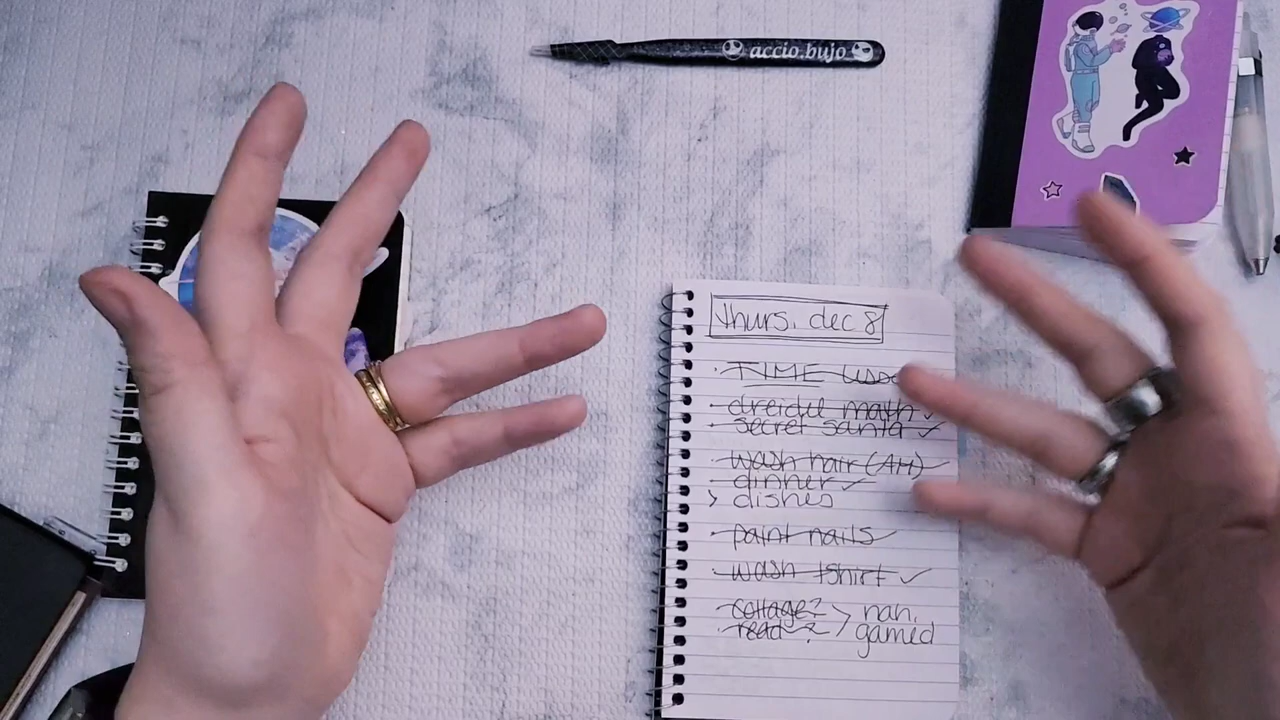 accio.bujo
thurs. dec 8
· TIME
· dreidel math ✓
· secret santa ✓
· wash hair (AH)
· dinner ✓
> dishes
· paint nails
· wash tshirt ✓
· collage? > nah,
· read ? gamed